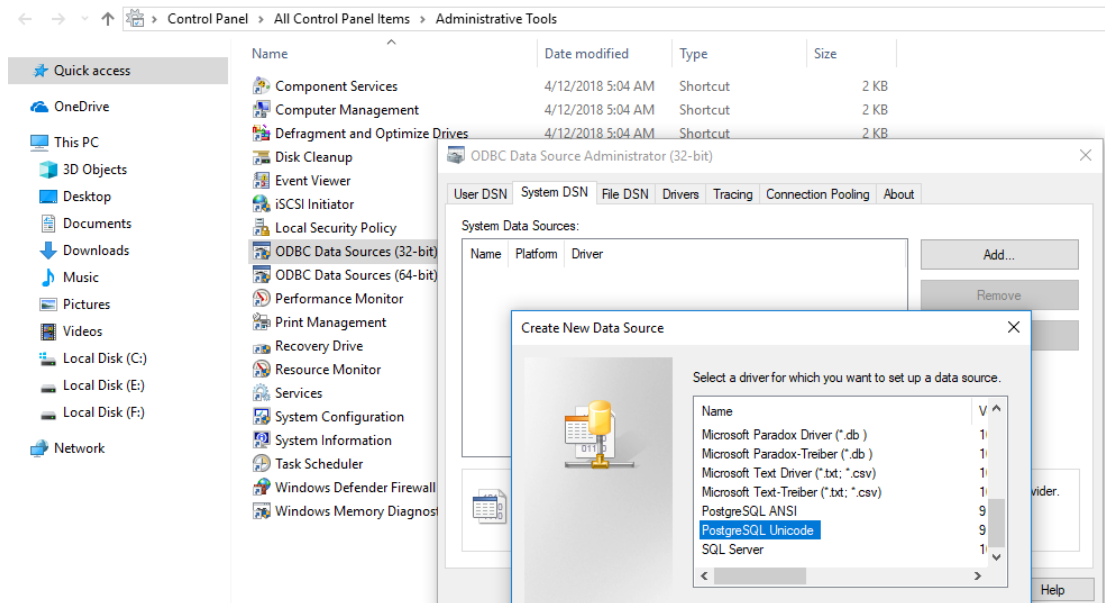 Control Panel > All Control Panel Items > Administrative Tools
Name Date modified Type Size
Quick access
OneDrive
This PC
3D Objects
Desktop
Documents
Downloads
Music
Pictures
Videos
Local Disk (C:)
Local Disk (E:)
Local Disk (F:)
Network
Component Services 4/12/2018 5:04 AM Shortcut 2 KB
Computer Management 4/12/2018 5:04 AM Shortcut 2 KB
Defragment and Optimize Drives 4/12/2018 5:04 AM Shortcut 2 KB
Disk Cleanup
Event Viewer
iSCSI Initiator
Local Security Policy
ODBC Data Sources (32-bit)
ODBC Data Sources (64-bit)
Performance Monitor
Print Management
Recovery Drive
Resource Monitor
Services
System Configuration
System Information
Task Scheduler
Windows Defender Firewall
Windows Memory Diagnost
ODBC Data Source Administrator (32-bit)
User DSN System DSN File DSN Drivers Tracing Connection Pooling About
System Data Sources:
Name Platform Driver
Add...
Remove
Create New Data Source
Select a driver for which you want to set up a data source.
Name V
Microsoft Paradox Driver (*.db ) 1
Microsoft Paradox-Treiber (*.db ) 1
Microsoft Text Driver (*.txt; *.csv) 1
Microsoft Text-Treiber (*.txt; *.csv) 1
PostgreSQL ANSI 9
PostgreSQL Unicode 9
SQL Server 1
vider.
Help